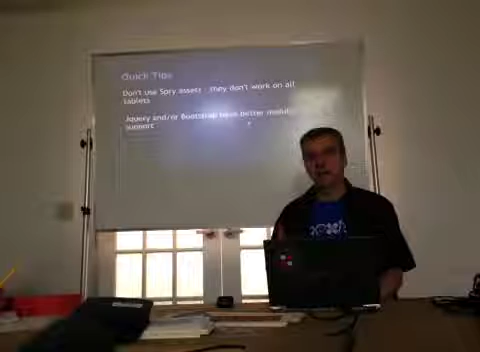 Quick Tips
Don't use Spry assets - they don't work on all
tablets
Jquery and/or Bootstrap have better mobile
support